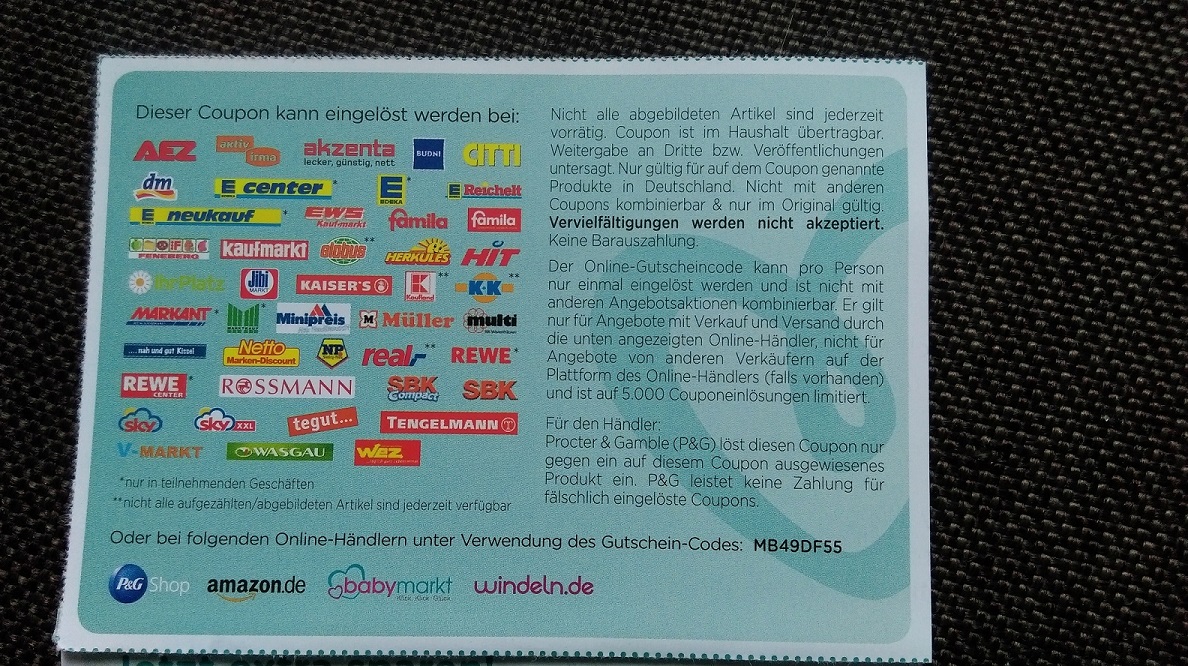 Dieser Coupon kann eingelöst werden bei:
AEZ aktiv irma akzenta BUDNI CITTI
lecker, günstig, nett
dm E center* E EDEKA* E Reichelt
E neukauf* EWS Kauf-markt famila famila
FENEBERG kaufmarkt globus** HERKULES HIT
Ihr Platz Jibi MARKT KAISER'S K Kaufland** K+K**
MARKANT* * Minipreis M Müller multi
....nah und gut Kissel Netto Marken-Discount NP real,-** REWE*
REWE CENTER* ROSSMANN SBK Compact SBK
sky sky XXL tegut... TENGELMANN T
V-MARKT WASGAU WEZ
*nur in teilnehmenden Geschäften
**nicht alle aufgezählten/abgebildeten Artikel sind jederzeit verfügbar
Nicht alle abgebildeten Artikel sind jederzeit
vorrätig. Coupon ist im Haushalt übertragbar.
Weitergabe an Dritte bzw. Veröffentlichungen
untersagt. Nur gültig für auf dem Coupon genannte
Produkte in Deutschland. Nicht mit anderen
Coupons kombinierbar & nur im Original gültig.
Vervielfältigungen werden nicht akzeptiert.
Keine Barauszahlung.
Der Online-Gutscheincode kann pro Person
nur einmal eingelöst werden und ist nicht mit
anderen Angebotsaktionen kombinierbar. Er gilt
nur für Angebote mit Verkauf und Versand durch
die unten angezeigten Online-Händler, nicht für
Angebote von anderen Verkäufern auf der
Plattform des Online-Händlers (falls vorhanden)
und ist auf 5.000 Couponeinlösungen limitiert.
Für den Händler:
Procter & Gamble (P&G) löst diesen Coupon nur
gegen ein auf diesem Coupon ausgewiesenes
Produkt ein. P&G leistet keine Zahlung für
fälschlich eingelöste Coupons.
Oder bei folgenden Online-Händlern unter Verwendung des Gutschein-Codes: MB49DF55
P&G Shop amazon.de babymarkt windeln.de